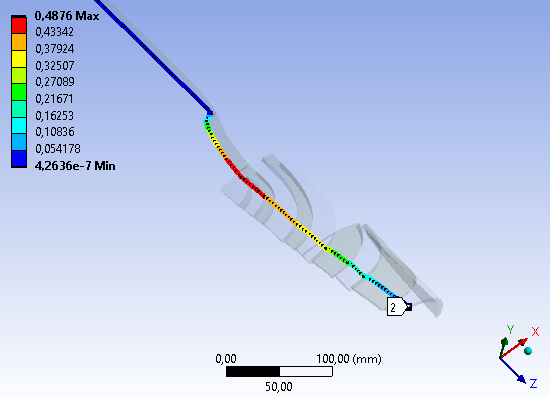 0,4876 Max
0,43342
0,37924
0,32507
0,27089
0,21671
0,16253
0,10836
0,054178
4,2636e-7 Min
2
Y
X
Z
0,00
100,00 (mm)
50,00